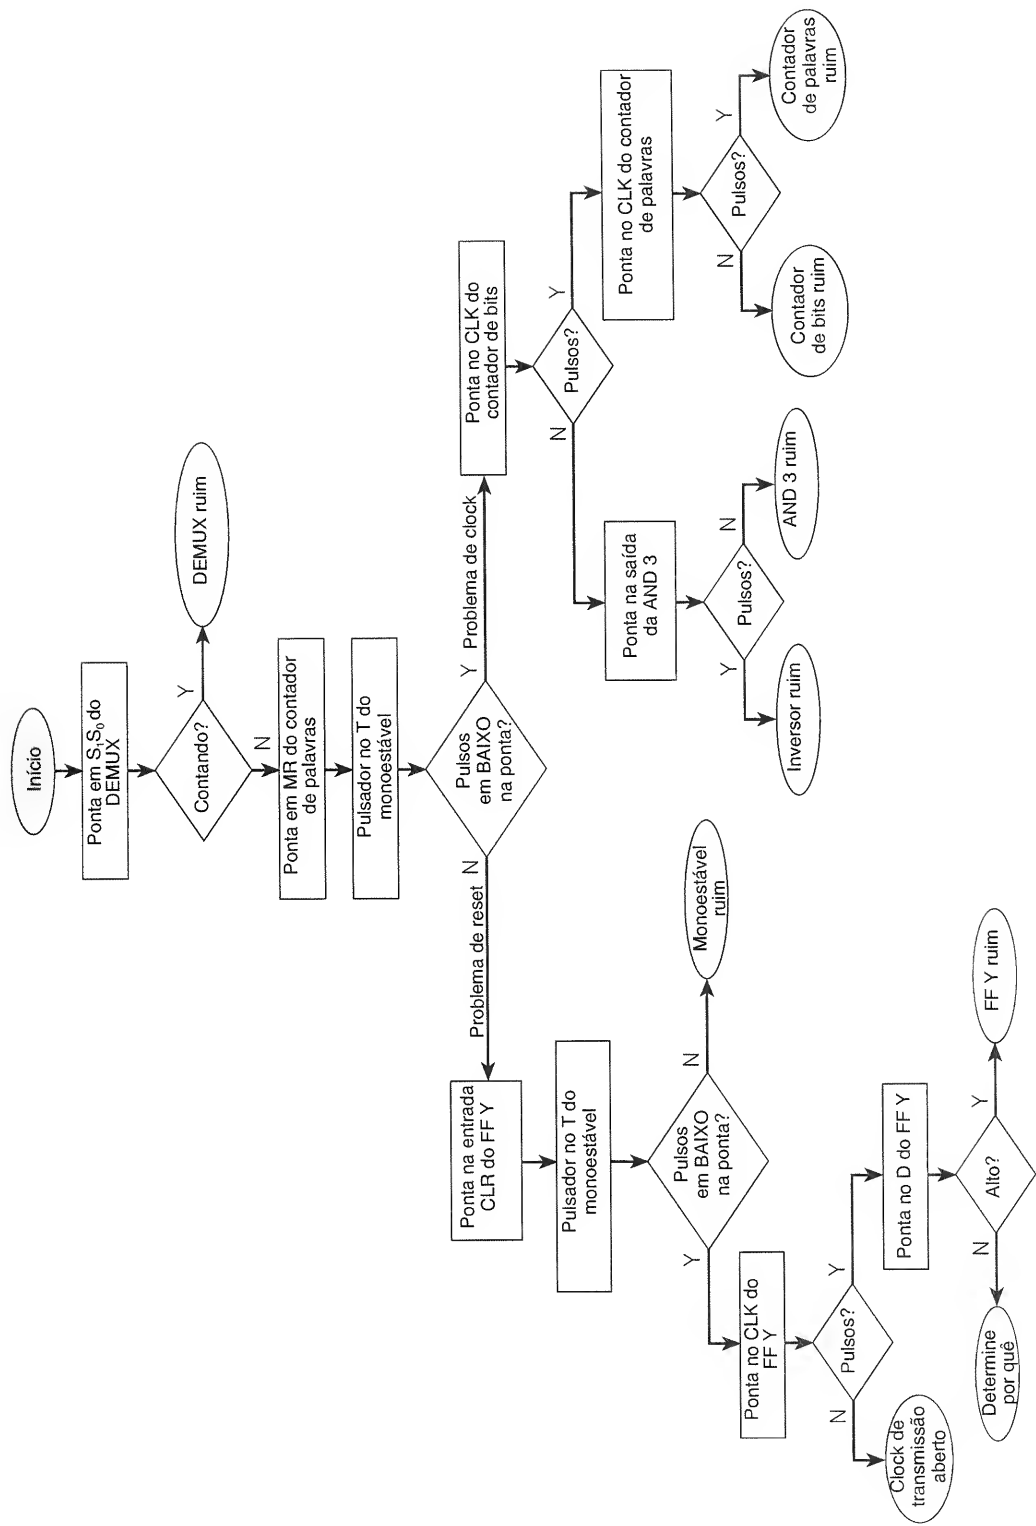 Início
Ponta em S₁S₀ do
DEMUX
Contando?
Y
DEMUX ruim
N
Ponta em MR do contador
de palavras
Pulsador no T do
monoestável
Pulsos
em BAIXO
na ponta?
N
Problema de reset
Y
Problema de clock
Ponta na entrada
CLR do FF Y
Pulsador no T do
monoestável
Pulsos
em BAIXO
na ponta?
N
Monoestável
ruim
Y
Ponta no CLK do
FF Y
Pulsos?
N
Clock de
transmissão
aberto
Y
Ponta no D do FF Y
Alto?
N
Determine
por quê
Y
FF Y ruim
Ponta no CLK do
contador de bits
Pulsos?
N
Ponta na saída
da AND 3
Pulsos?
Y
Inversor ruim
N
AND 3 ruim
Y
Ponta no CLK do contador
de palavras
Pulsos?
N
Contador
de bits ruim
Y
Contador
de palavras
ruim